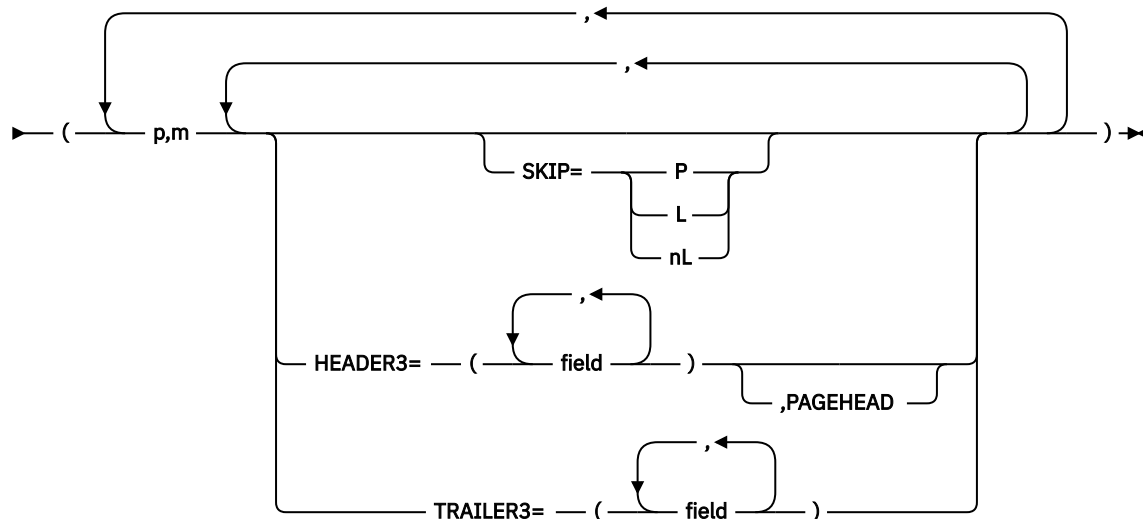 ,
,
( p,m )
SKIP= P
L
nL
,
HEADER3= ( field )
,PAGEHEAD
,
TRAILER3= ( field )